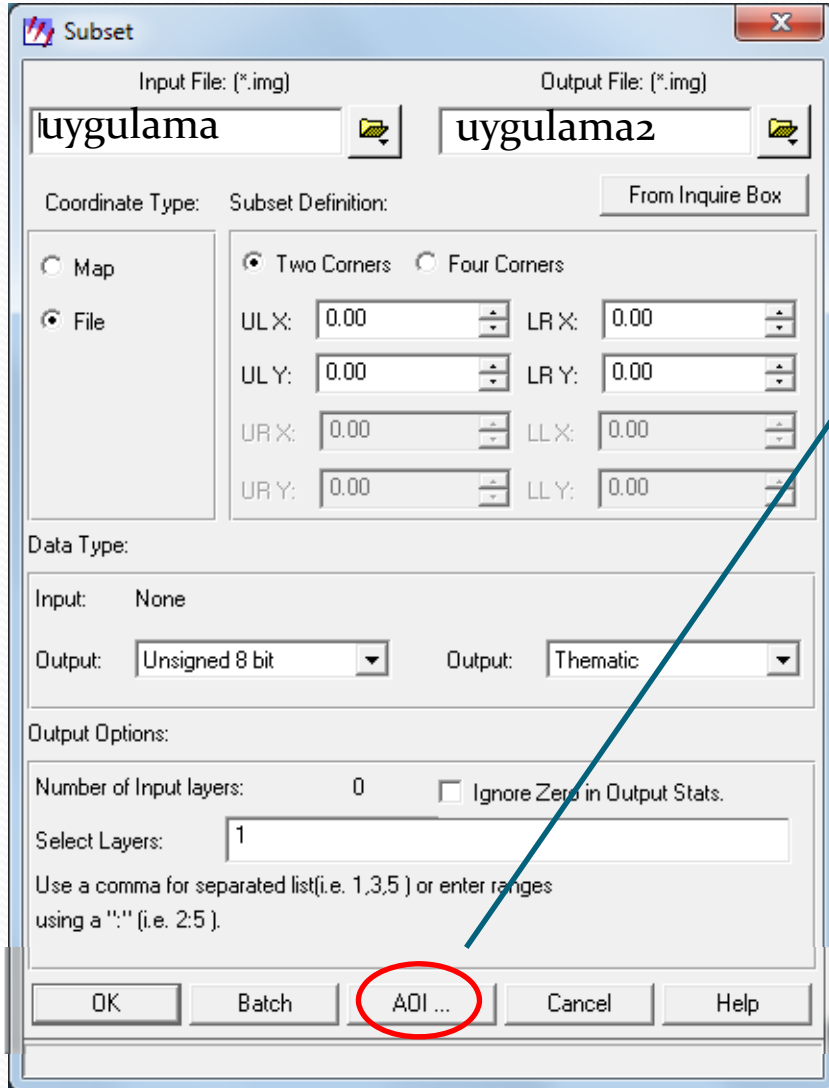 Subset
Input File: (*.img) Output File: (*.img)
uygulama uygulama2
Coordinate Type: Subset Definition: From Inquire Box
Map Two Corners Four Corners
File UL X: 0.00 LR X: 0.00
UL Y: 0.00 LR Y: 0.00
UR X: 0.00 LL X: 0.00
UR Y: 0.00 LL Y: 0.00
Data Type:
Input: None
Output: Unsigned 8 bit Output: Thematic
Output Options:
Number of Input layers: 0 Ignore Zero in Output Stats.
Select Layers: 1
Use a comma for separated list(i.e. 1,3,5 ) or enter ranges
using a ":" (i.e. 2:5 ).
OK Batch AOI ... Cancel Help